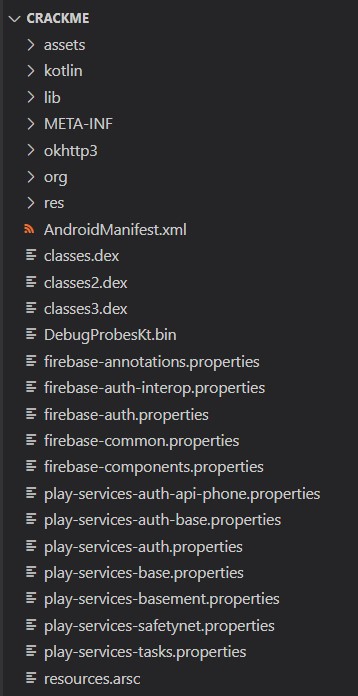 CRACKME
assets
kotlin
lib
META-INF
okhttp3
org
res
AndroidManifest.xml
classes.dex
classes2.dex
classes3.dex
DebugProbesKt.bin
firebase-annotations.properties
firebase-auth-interop.properties
firebase-auth.properties
firebase-common.properties
firebase-components.properties
play-services-auth-api-phone.properties
play-services-auth-base.properties
play-services-auth.properties
play-services-base.properties
play-services-basement.properties
play-services-safetynet.properties
play-services-tasks.properties
resources.arsc